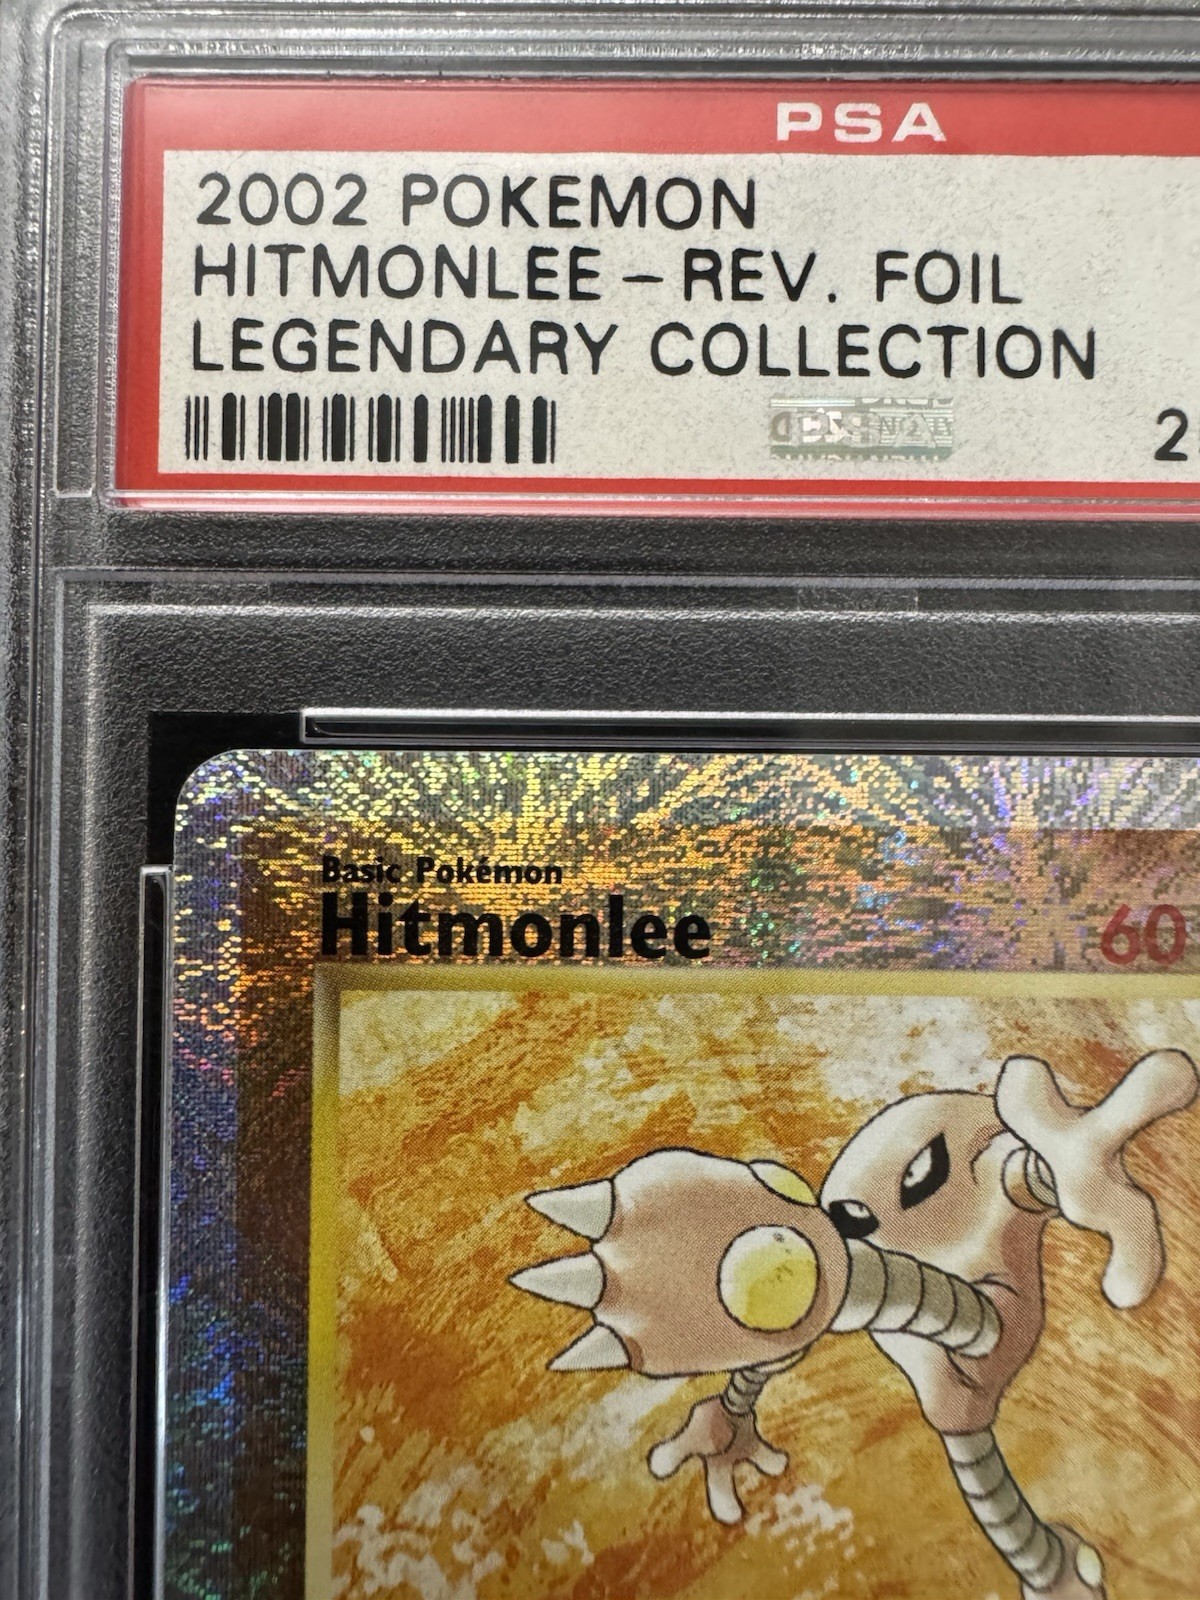 PSA
2002 POKEMON
HITMONLEE – REV. FOIL
LEGENDARY COLLECTION
Basic Pokémon
Hitmonlee 60